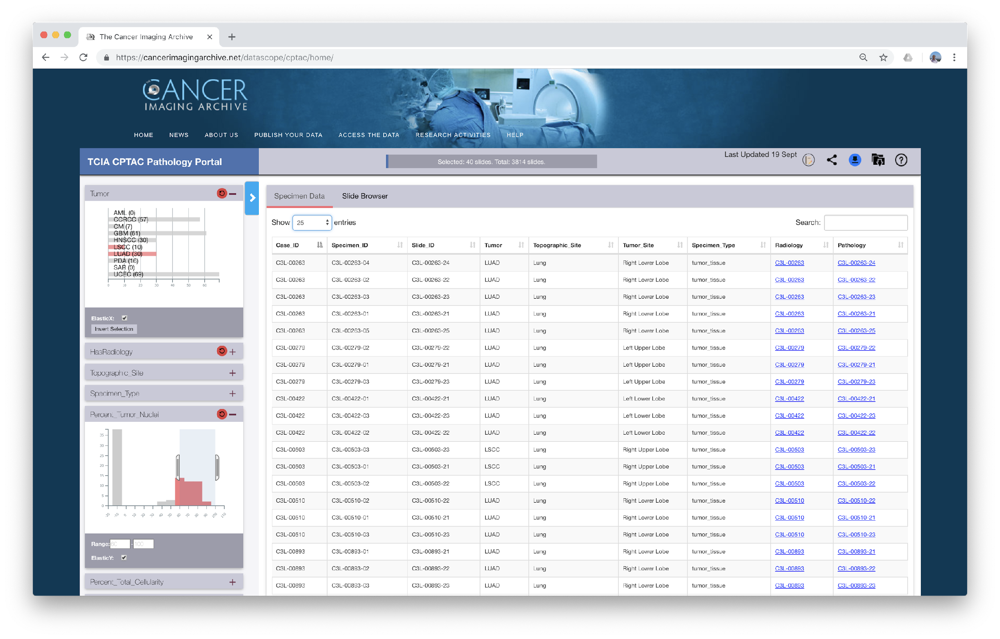 The Cancer Imaging Archive
https://cancerimagingarchive.net/datascope/cptac/home/
THE
CANCER
IMAGING ARCHIVE
HOME NEWS ABOUT US PUBLISH YOUR DATA ACCESS THE DATA RESEARCH ACTIVITIES HELP
TCIA CPTAC Pathology Portal
Selected: 40 slides. Total: 3814 slides.
Last Updated 19 Sept
Tumor
AML (0)
CCRCC (57)
CM (7)
GBM (61)
HNSCC (30)
LSCC (10)
LUAD (30)
PDA (16)
SAR (0)
UCEC (69)
0 10 20 30 40 50 60
ElasticX:
Invert Selection
HasRadiology
Topographic_Site
Specimen_Type
Percent_Tumor_Nuclei
35
30
25
20
15
10
5
0
-20 -10 0 10 20 30 40 50 60 70 80 90 100 110
Range: 60 - 100
ElasticY:
Percent_Total_Cellularity
Specimen Data Slide Browser
Show 25 entries
Search:
Case_ID Specimen_ID Slide_ID Tumor Topographic_Site Tumor_Site Specimen_Type Radiology Pathology
C3L-00263 C3L-00263-04 C3L-00263-24 LUAD Lung Right Lower Lobe tumor_tissue C3L-00263 C3L-00263-24
C3L-00263 C3L-00263-02 C3L-00263-22 LUAD Lung Right Lower Lobe tumor_tissue C3L-00263 C3L-00263-22
C3L-00263 C3L-00263-03 C3L-00263-23 LUAD Lung Right Lower Lobe tumor_tissue C3L-00263 C3L-00263-23
C3L-00263 C3L-00263-01 C3L-00263-21 LUAD Lung Right Lower Lobe tumor_tissue C3L-00263 C3L-00263-21
C3L-00263 C3L-00263-05 C3L-00263-25 LUAD Lung Right Lower Lobe tumor_tissue C3L-00263 C3L-00263-25
C3L-00279 C3L-00279-02 C3L-00279-22 LUAD Lung Left Upper Lobe tumor_tissue C3L-00279 C3L-00279-22
C3L-00279 C3L-00279-01 C3L-00279-21 LUAD Lung Left Upper Lobe tumor_tissue C3L-00279 C3L-00279-21
C3L-00279 C3L-00279-03 C3L-00279-23 LUAD Lung Left Upper Lobe tumor_tissue C3L-00279 C3L-00279-23
C3L-00422 C3L-00422-01 C3L-00422-21 LUAD Lung Left Lower Lobe tumor_tissue C3L-00422 C3L-00422-21
C3L-00422 C3L-00422-03 C3L-00422-23 LUAD Lung Left Lower Lobe tumor_tissue C3L-00422 C3L-00422-23
C3L-00422 C3L-00422-02 C3L-00422-22 LUAD Lung Left Lower Lobe tumor_tissue C3L-00422 C3L-00422-22
C3L-00503 C3L-00503-03 C3L-00503-23 LSCC Lung Right Upper Lobe tumor_tissue C3L-00503 C3L-00503-23
C3L-00503 C3L-00503-01 C3L-00503-21 LSCC Lung Right Upper Lobe tumor_tissue C3L-00503 C3L-00503-21
C3L-00503 C3L-00503-02 C3L-00503-22 LSCC Lung Right Upper Lobe tumor_tissue C3L-00503 C3L-00503-22
C3L-00510 C3L-00510-02 C3L-00510-22 LUAD Lung Right Lower Lobe tumor_tissue C3L-00510 C3L-00510-22
C3L-00510 C3L-00510-01 C3L-00510-21 LUAD Lung Right Lower Lobe tumor_tissue C3L-00510 C3L-00510-21
C3L-00510 C3L-00510-03 C3L-00510-23 LUAD Lung Right Lower Lobe tumor_tissue C3L-00510 C3L-00510-23
C3L-00893 C3L-00893-01 C3L-00893-21 LUAD Lung Right Lower Lobe tumor_tissue C3L-00893 C3L-00893-21
C3L-00893 C3L-00893-02 C3L-00893-22 LUAD Lung Right Lower Lobe tumor_tissue C3L-00893 C3L-00893-22
C3L-00893 C3L-00893-03 C3L-00893-23 LUAD Lung Right Lower Lobe tumor_tissue C3L-00893 C3L-00893-23